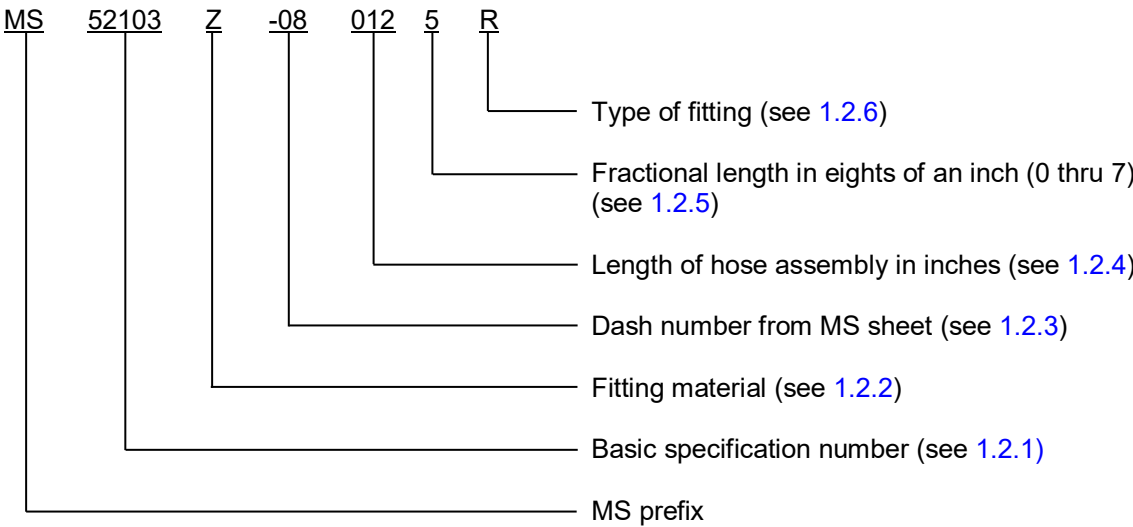 MS 52103 Z -08 012 5 R
Type of fitting (see 1.2.6)
Fractional length in eights of an inch (0 thru 7)
(see 1.2.5)
Length of hose assembly in inches (see 1.2.4)
Dash number from MS sheet (see 1.2.3)
Fitting material (see 1.2.2)
Basic specification number (see 1.2.1)
MS prefix